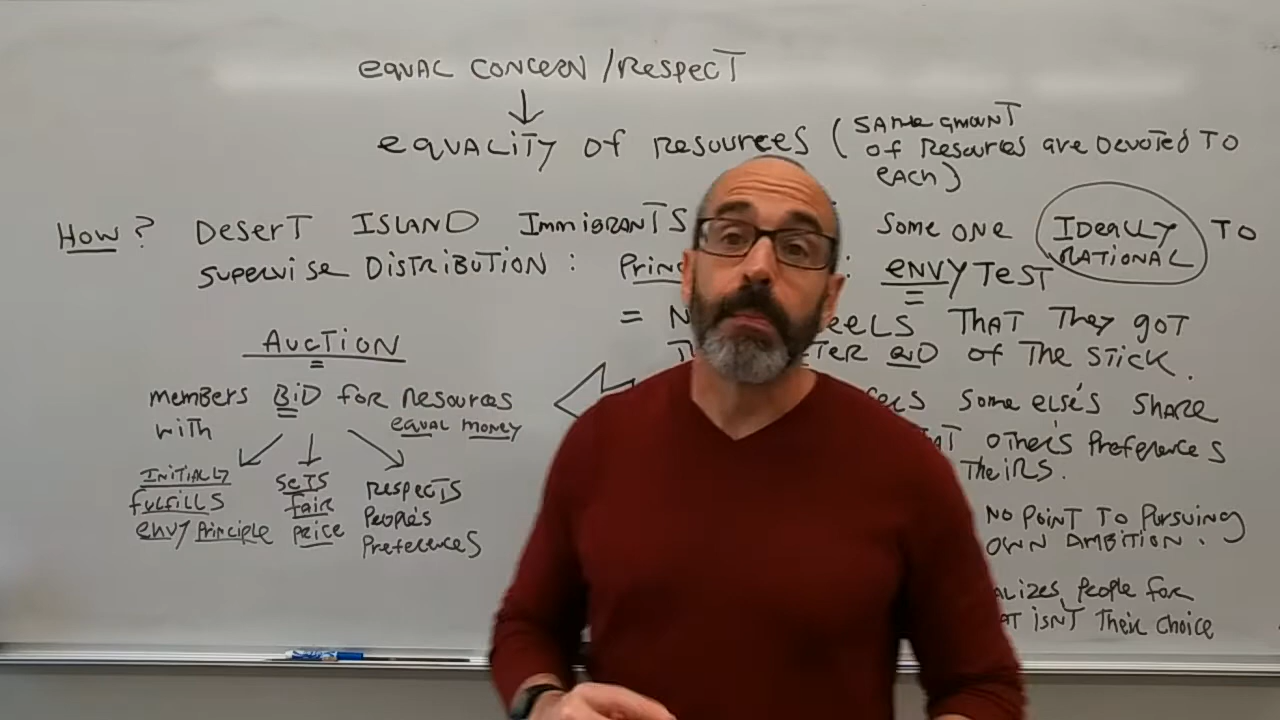 equal concern / respect
↓
equality of resources (same amount
of resources are devoted to
each)
How? Desert Island Immigrants some one ideally rational to
supervise distribution : : envy test
= that they got
of the stick.
Auction
members bid for resources
with equal money
some else's share
other's preferences
theirs.
initially
fulfills
envy principle
sets
fair
price
respects
people's
preferences
no point to pursuing
own ambition.
people for
isn't their choice